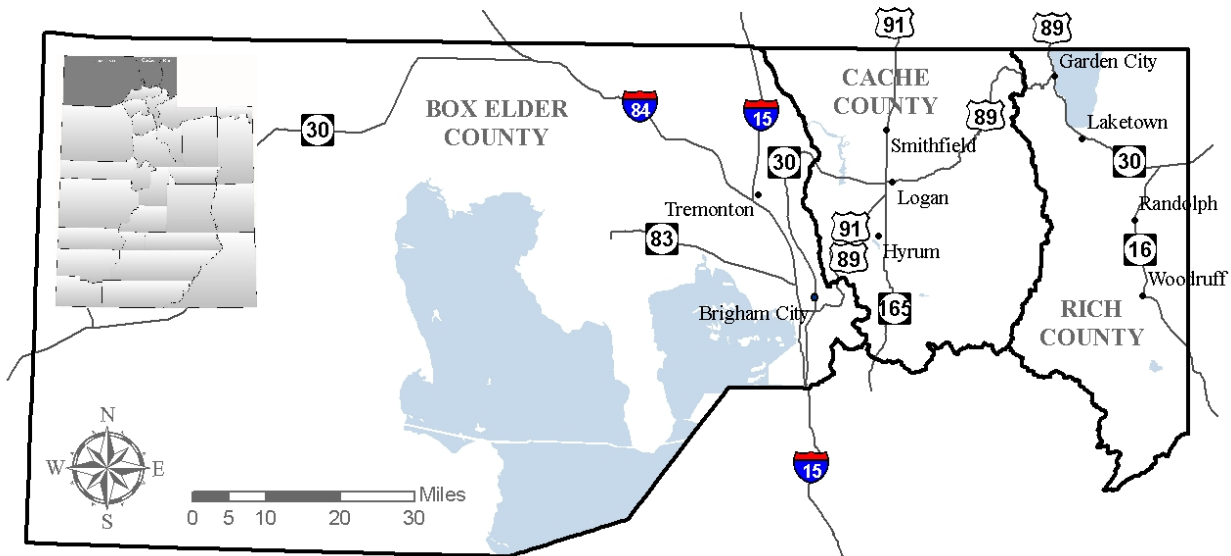 91
89
Garden City
CACHE
COUNTY
BOX ELDER
COUNTY
84
15
30
89
Laketown
Smithfield
30
30
Logan
Tremonton
Randolph
91
83
Hyrum
16
89
Woodruff
Brigham City
165
RICH
COUNTY
N
W
E
S
15
Miles
0 5 10 20 30